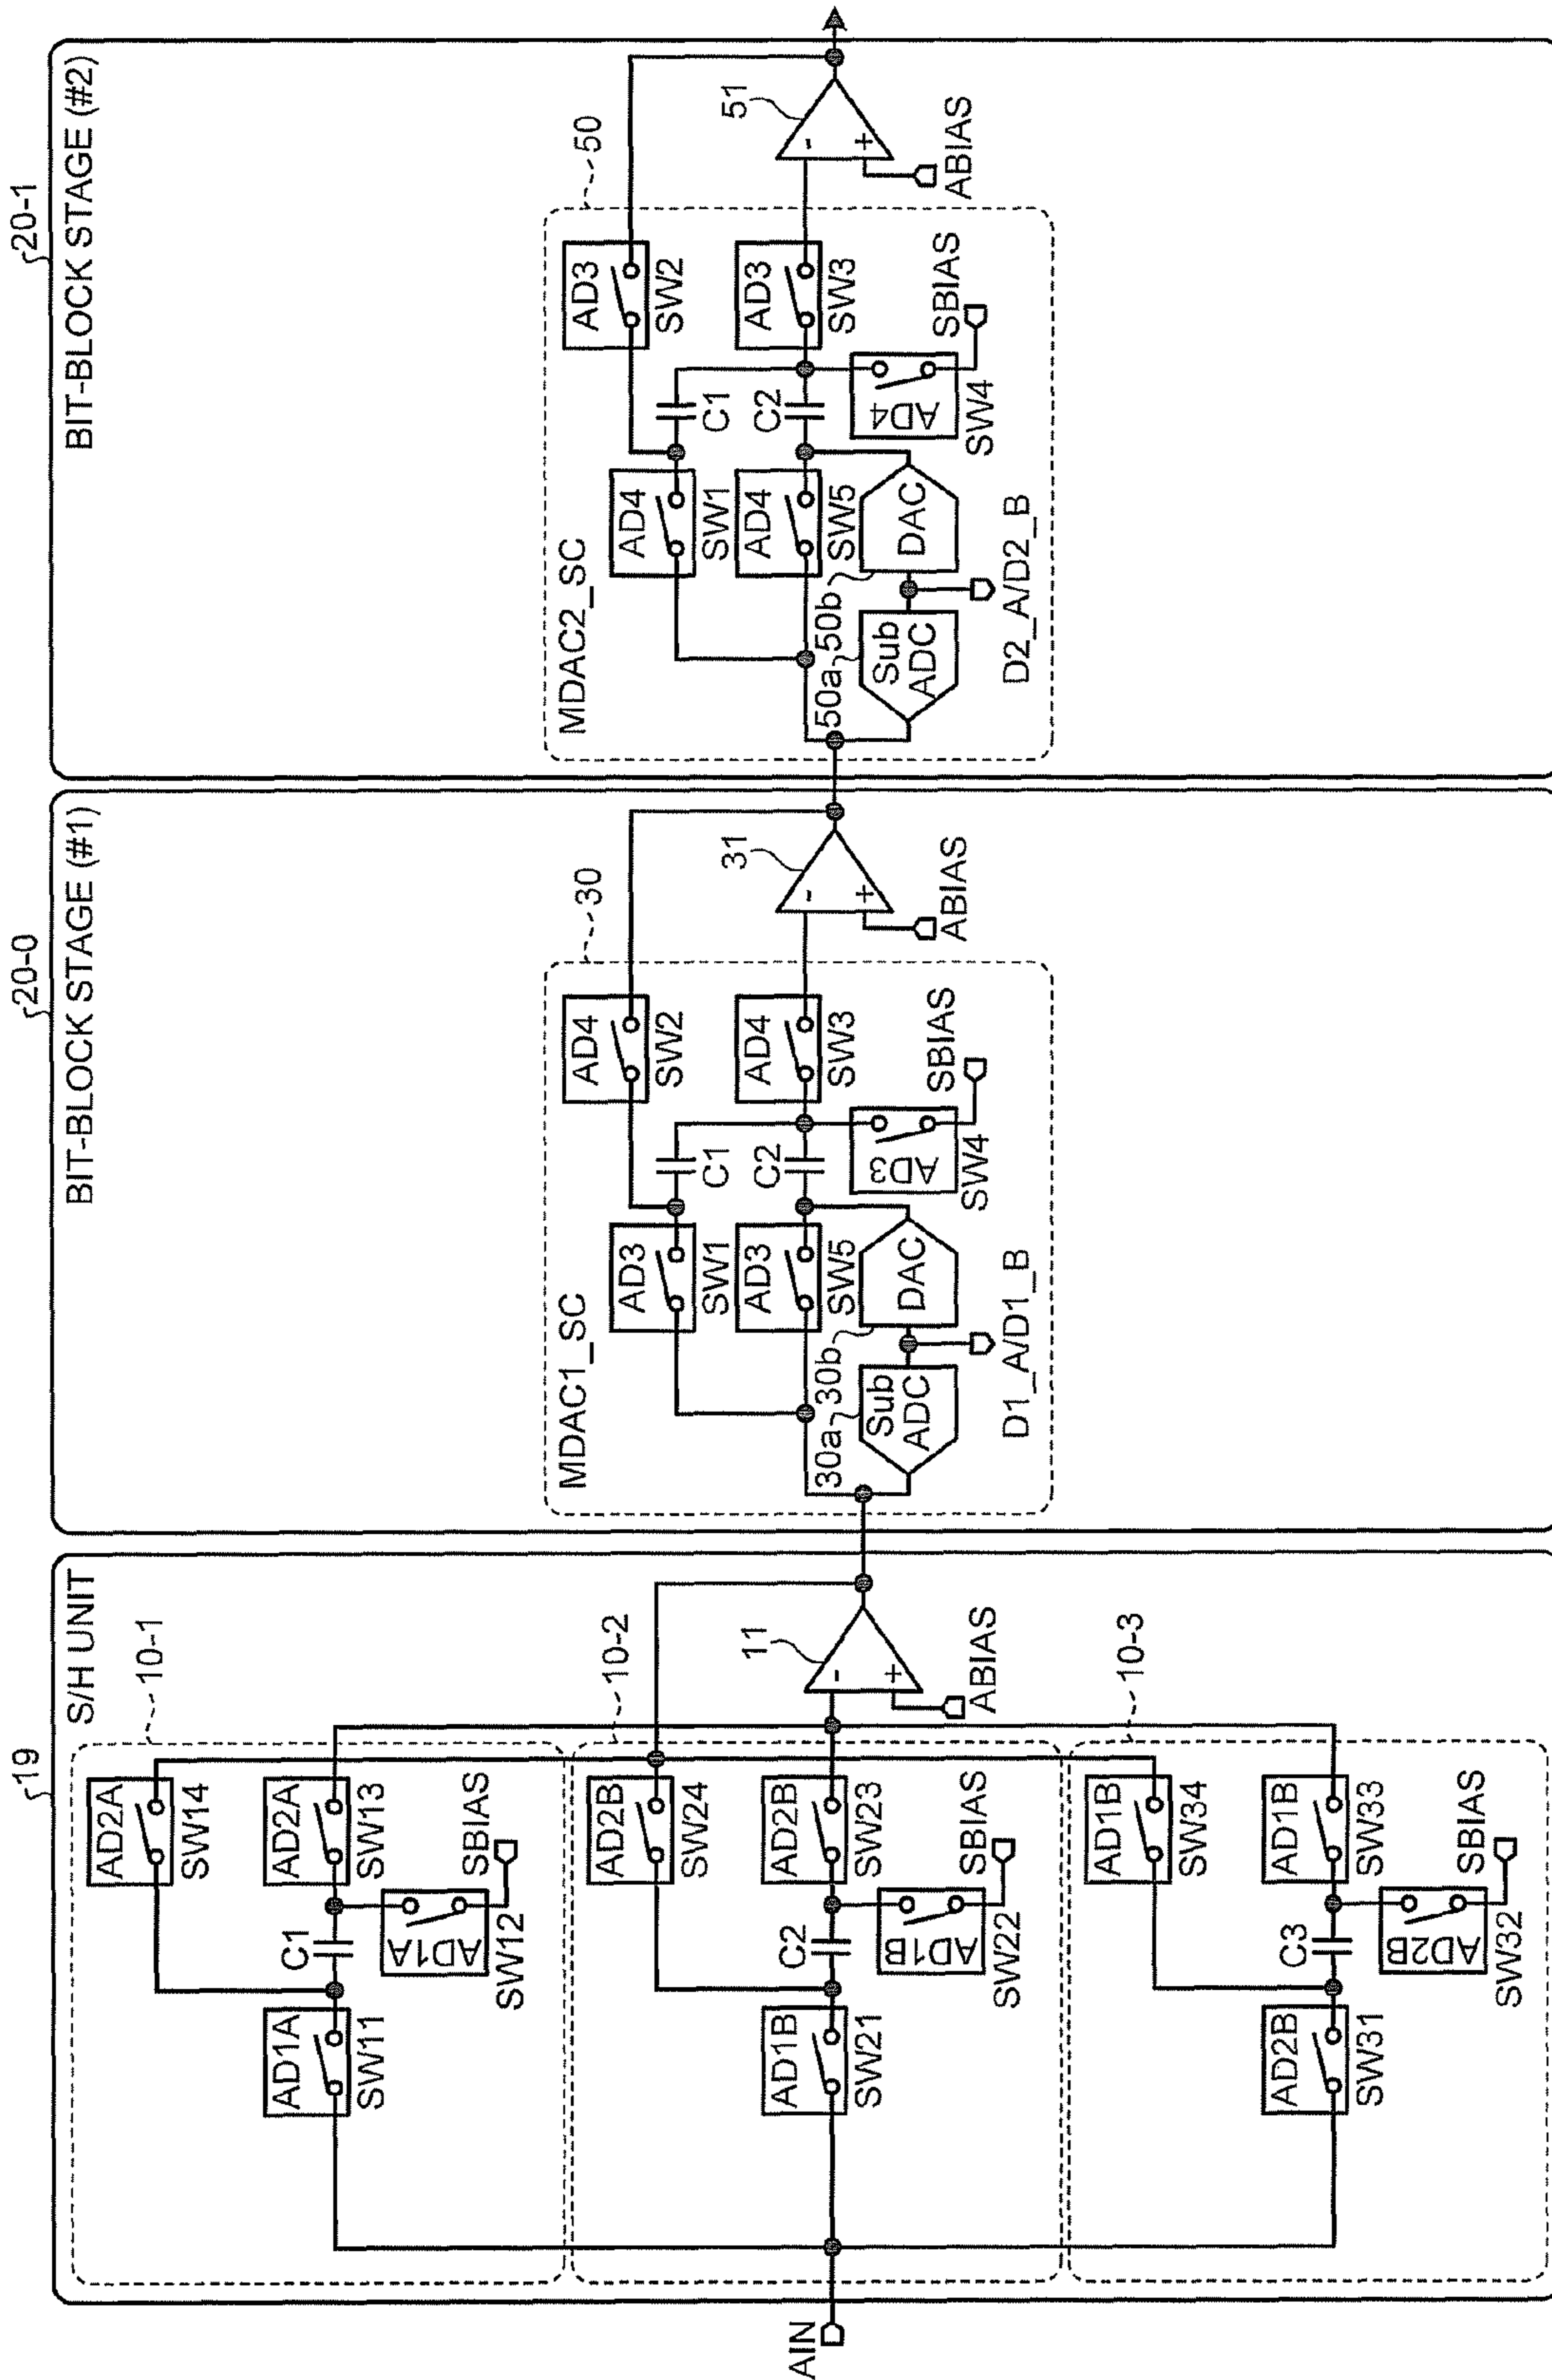 19
S/H UNIT
10-1
AD2A
SW14
AD1A
SW11
C1
AD2A
SW13
AD1A
SW12
SBIAS
10-2
AD2B
SW24
AIN
AD1B
SW21
C2
AD2B
SW23
AD1B
SW22
SBIAS
11
-
+
ABIAS
10-3
AD1B
SW34
AD2B
SW31
C3
AD1B
SW33
AD2B
SW32
SBIAS
20-0
BIT-BLOCK STAGE (#1)
MDAC1_SC
30
AD4
SW2
AD3
SW1
C1
AD3
SW5
C2
AD4
SW3
AD3
SW4
SBIAS
30a
Sub
ADC
30b
DAC
D1_A/D1_B
31
-
+
ABIAS
20-1
BIT-BLOCK STAGE (#2)
MDAC2_SC
50
AD3
SW2
AD4
SW1
C1
AD4
SW5
C2
AD3
SW3
AD4
SW4
SBIAS
50a
Sub
ADC
50b
DAC
D2_A/D2_B
51
-
+
ABIAS